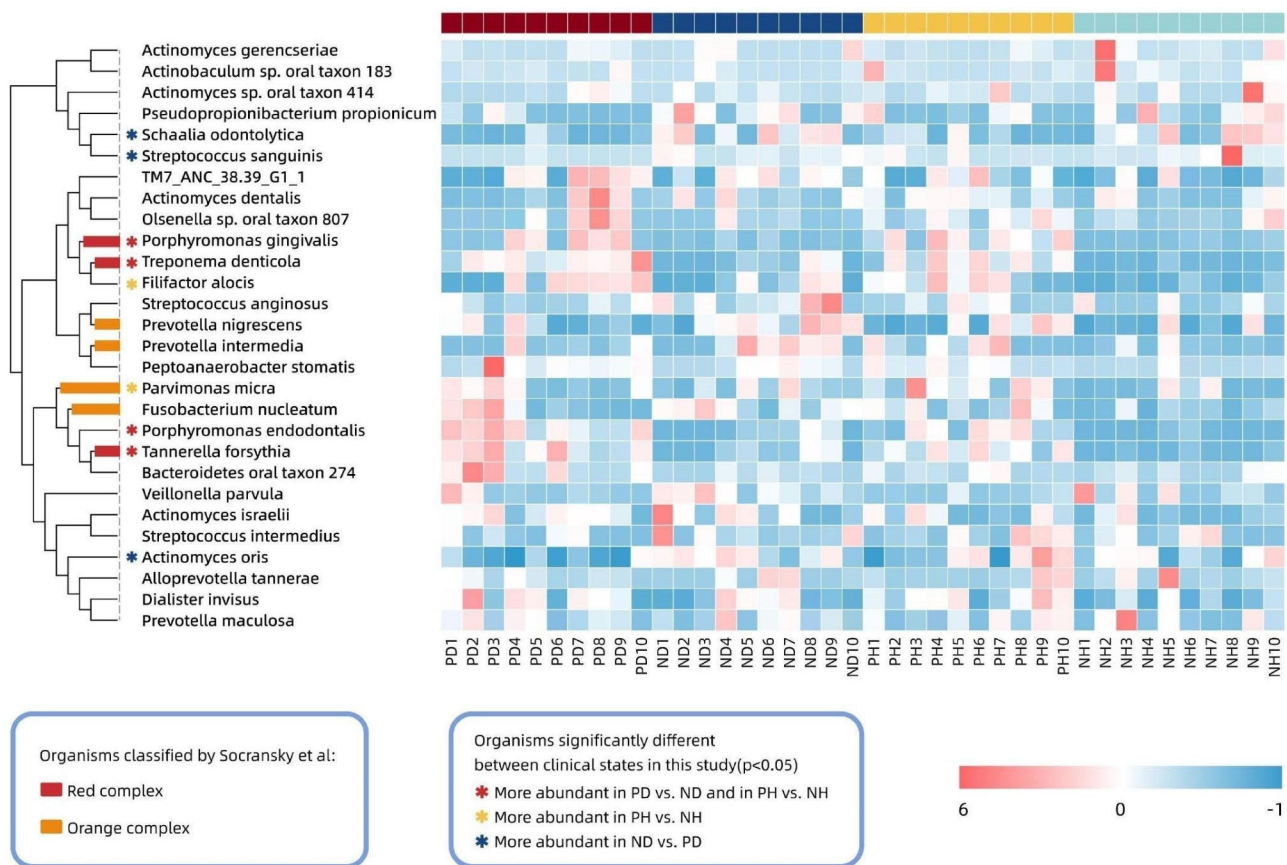 Actinomyces gerencseriae
Actinobaculum sp. oral taxon 183
Actinomyces sp. oral taxon 414
Pseudopropionibacterium propionicum
* Schaalia odontolytica
* Streptococcus sanguinis
TM7_ANC_38.39_G1_1
Actinomyces dentalis
Olsenella sp. oral taxon 807
* Porphyromonas gingivalis
* Treponema denticola
* Filifactor alocis
Streptococcus anginosus
Prevotella nigrescens
Prevotella intermedia
Peptoanaerobacter stomatis
* Parvimonas micra
Fusobacterium nucleatum
* Porphyromonas endodontalis
* Tannerella forsythia
Bacteroidetes oral taxon 274
Veillonella parvula
Actinomyces israelii
Streptococcus intermedius
* Actinomyces oris
Alloprevotella tannerae
Dialister invisus
Prevotella maculosa
PD1 PD2 PD3 PD4 PD5 PD6 PD7 PD8 PD9 PD10 ND1 ND2 ND3 ND4 ND5 ND6 ND7 ND8 ND9 ND10 PH1 PH2 PH3 PH4 PH5 PH6 PH7 PH8 PH9 PH10 NH1 NH2 NH3 NH4 NH5 NH6 NH7 NH8 NH9 NH10
Organisms classified by Socransky et al:
Red complex
Orange complex
Organisms significantly different
between clinical states in this study(p<0.05)
* More abundant in PD vs. ND and in PH vs. NH
* More abundant in PH vs. NH
* More abundant in ND vs. PD
6 0 -1